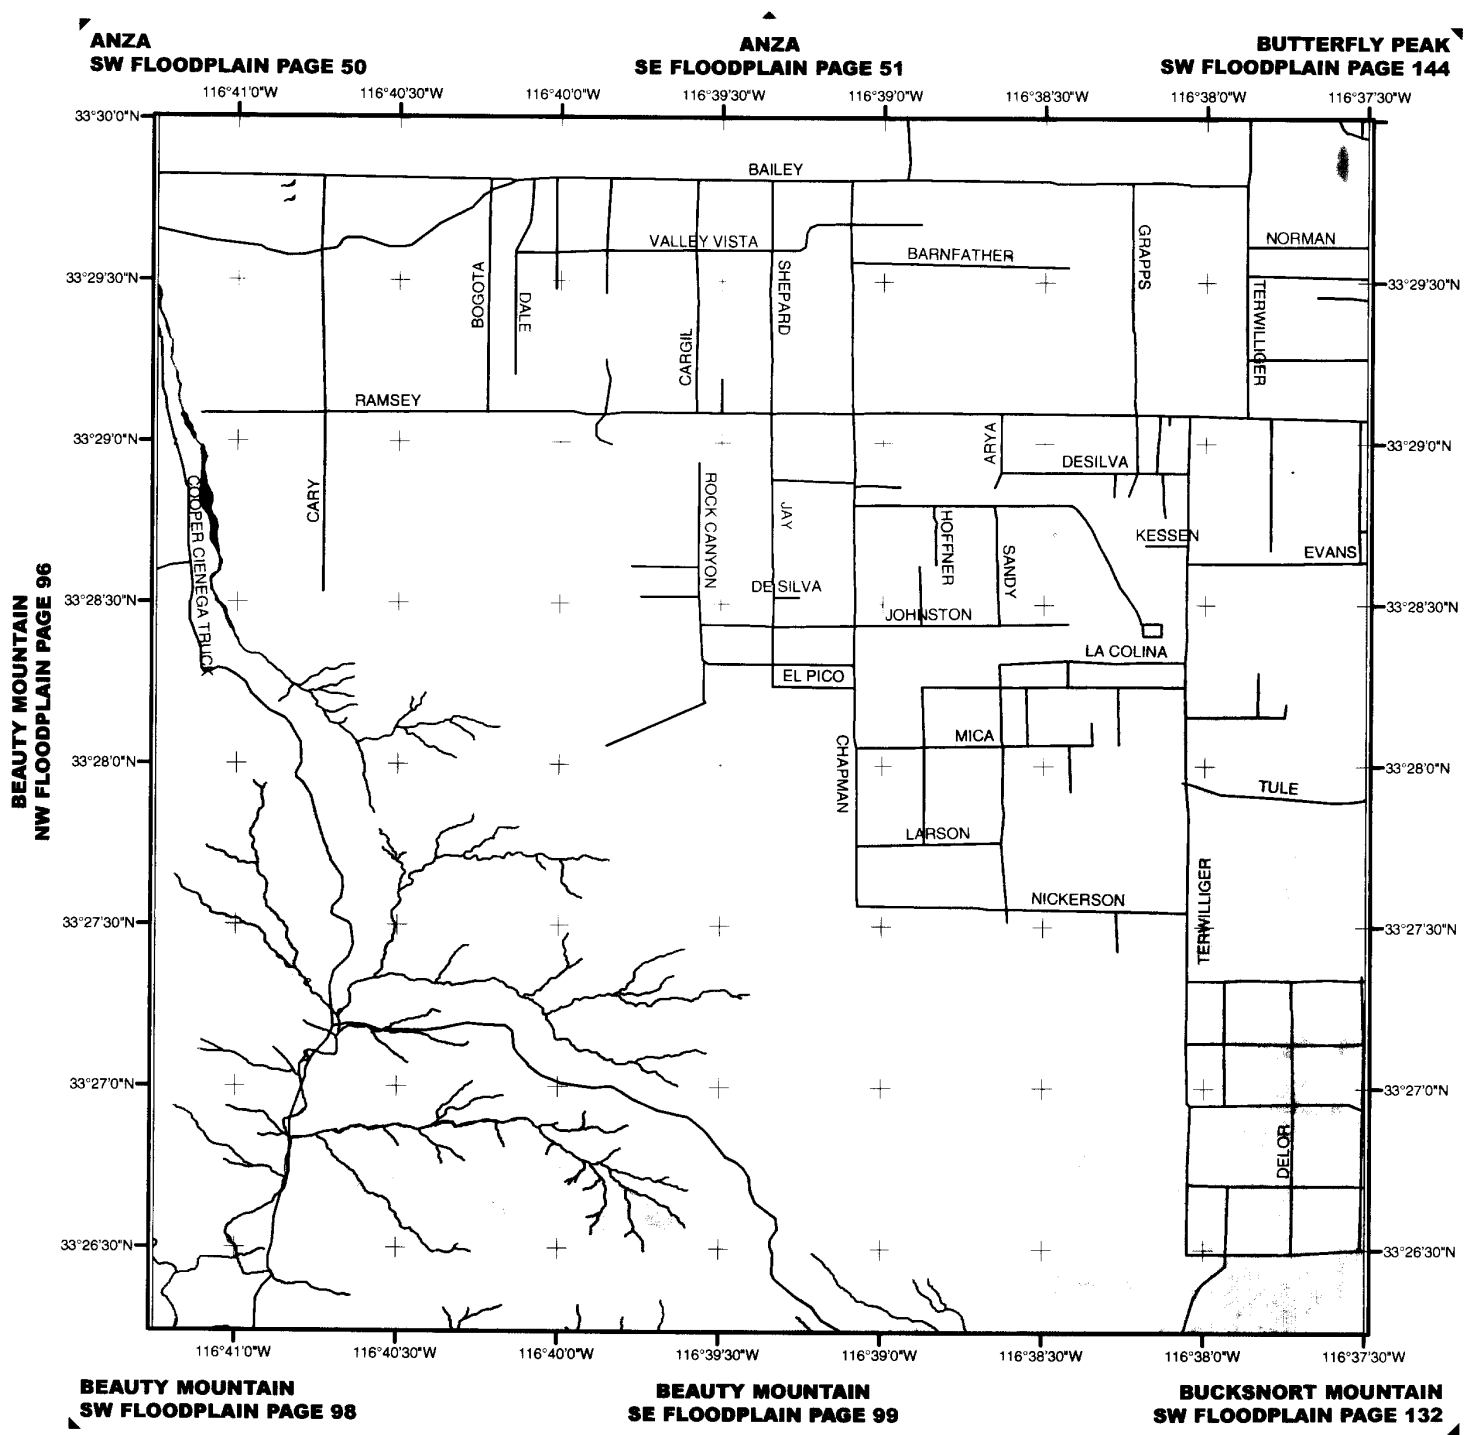 ANZA
SW FLOODPLAIN PAGE 50
ANZA
SE FLOODPLAIN PAGE 51
BUTTERFLY PEAK
SW FLOODPLAIN PAGE 144
116°41'0"W
116°40'30"W
116°40'0"W
116°39'30"W
116°39'0"W
116°38'30"W
116°38'0"W
116°37'30"W
33°30'0"N
BAILEY
VALLEY VISTA
BARNFATHER
GRAPPS
NORMAN
33°29'30"N
BOGOTA
DALE
CARGIL
SHEPARD
TERWILLIGER
33°29'30"N
RAMSEY
33°29'0"N
ARYA
DESILVA
33°29'0"N
COOPER CIENEGA TRUCK
CARY
ROCK CANYON
JAY
HOFFNER
SANDY
KESSEN
EVANS
33°28'30"N
DE SILVA
JOHNSTON
33°28'30"N
BEAUTY MOUNTAIN
NW FLOODPLAIN PAGE 96
LA COLINA
EL PICO
MICA
33°28'0"N
CHAPMAN
33°28'0"N
TULE
LARSON
TERWILLIGER
NICKERSON
33°27'30"N
33°27'30"N
33°27'0"N
33°27'0"N
DELOR
33°26'30"N
33°26'30"N
116°41'0"W
116°40'30"W
116°40'0"W
116°39'30"W
116°39'0"W
116°38'30"W
116°38'0"W
116°37'30"W
BEAUTY MOUNTAIN
SW FLOODPLAIN PAGE 98
BEAUTY MOUNTAIN
SE FLOODPLAIN PAGE 99
BUCKSNORT MOUNTAIN
SW FLOODPLAIN PAGE 132